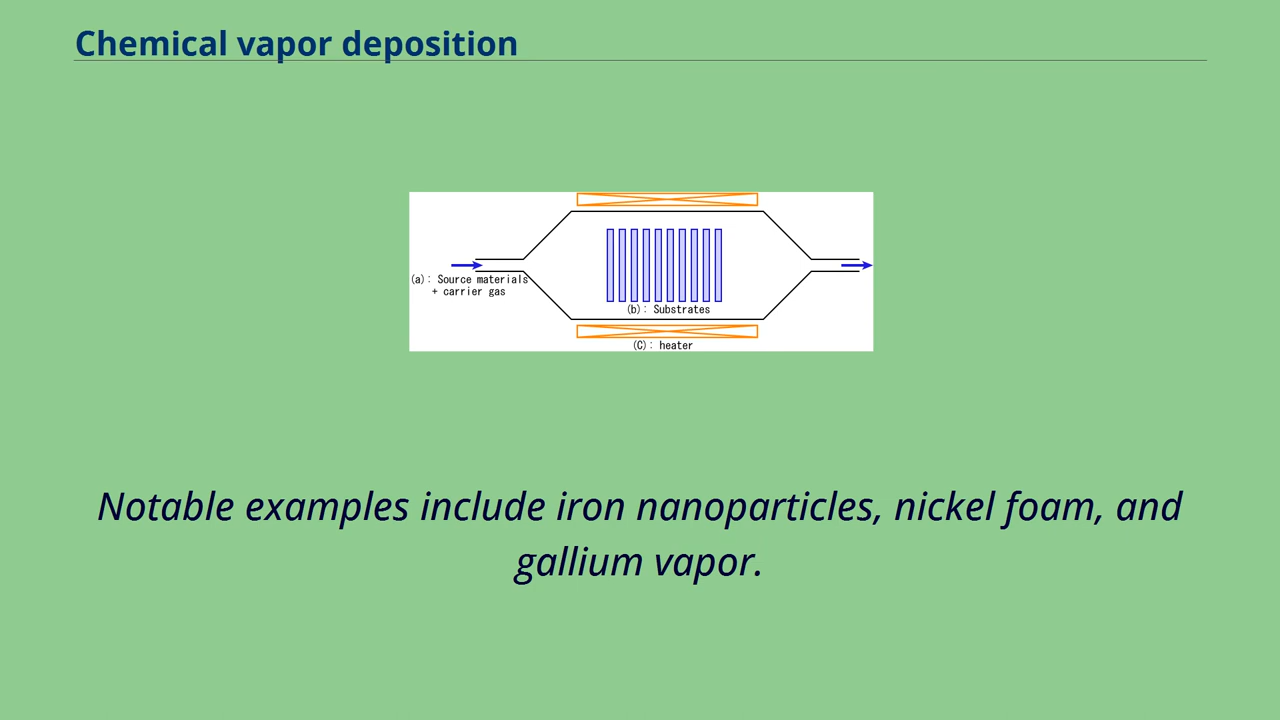 Chemical vapor deposition
(a): Source materials
+ carrier gas
(b): Substrates
(C): heater
Notable examples include iron nanoparticles, nickel foam, and
gallium vapor.